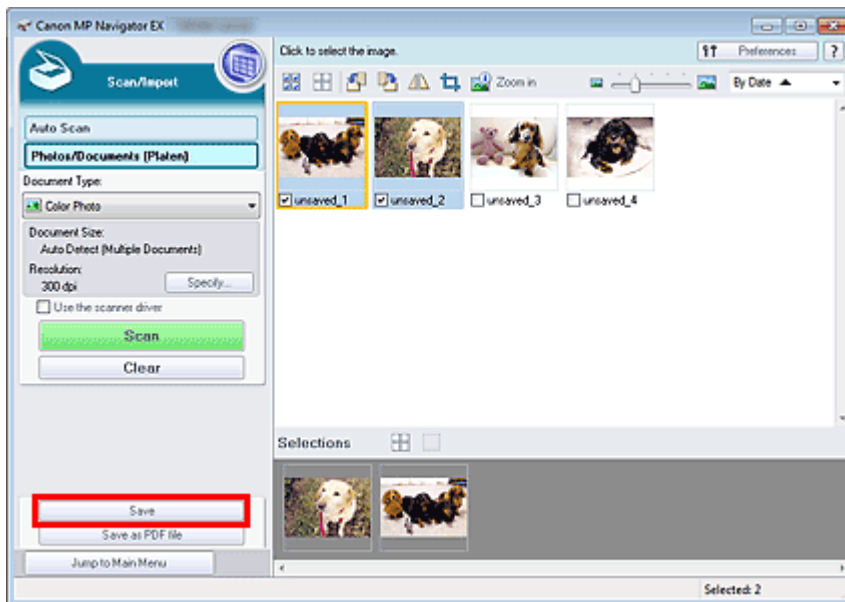 Canon MP Navigator EX
Scan/Import
Auto Scan
Photos/Documents (Platen)
Document Type:
Color Photo
Document Size:
Auto Detect (Multiple Documents)
Resolution:
300 dpi
Specify...
Use the scanner driver
Scan
Clear
Save
Save as PDF file
Jump to Main Menu
Click to select the image.
Preferences
?
Zoom in
By Date
unsaved_1
unsaved_2
unsaved_3
unsaved_4
Selections
Selected: 2